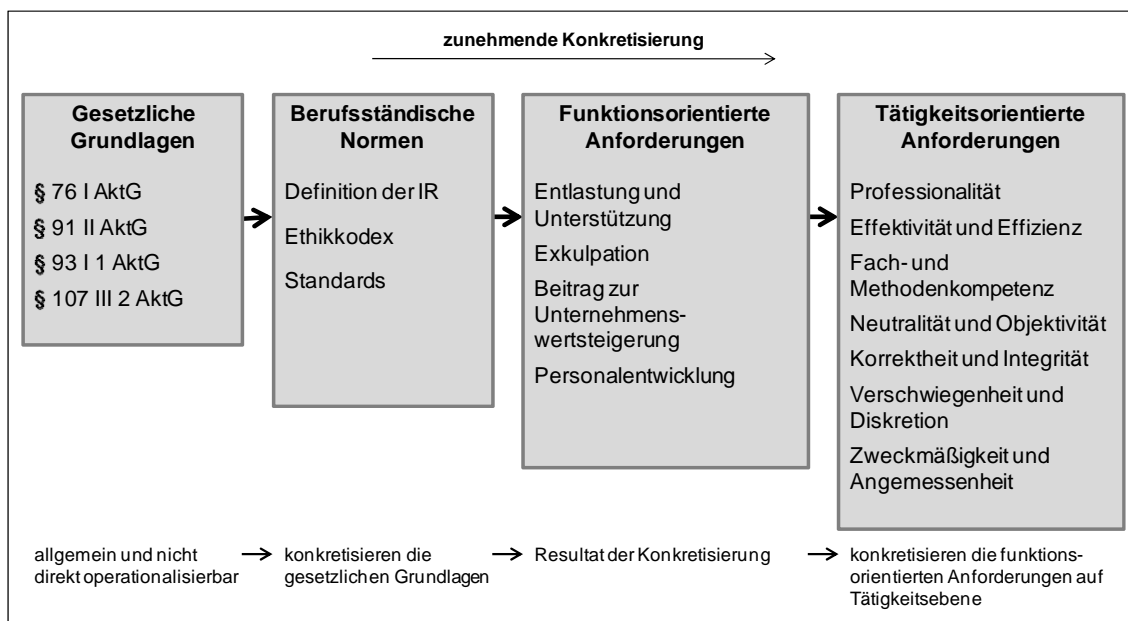 zunehmende Konkretisierung
Gesetzliche
Grundlagen
§ 76 I AktG
§ 91 II AktG
§ 93 I 1 AktG
§ 107 III 2 AktG
Berufsständische
Normen
Definition der IR
Ethikkodex
Standards
Funktionsorientierte
Anforderungen
Entlastung und
Unterstützung
Exkulpation
Beitrag zur
Unternehmens-
wertsteigerung
Personalentwicklung
Tätigkeitsorientierte
Anforderungen
Professionalität
Effektivität und Effizienz
Fach- und
Methodenkompetenz
Neutralität und Objektivität
Korrektheit und Integrität
Verschwiegenheit und
Diskretion
Zweckmäßigkeit und
Angemessenheit
allgemein und nicht
direkt operationalisierbar
konkretisieren die
gesetzlichen Grundlagen
Resultat der Konkretisierung
konkretisieren die funktions-
orientierten Anforderungen auf
Tätigkeitsebene